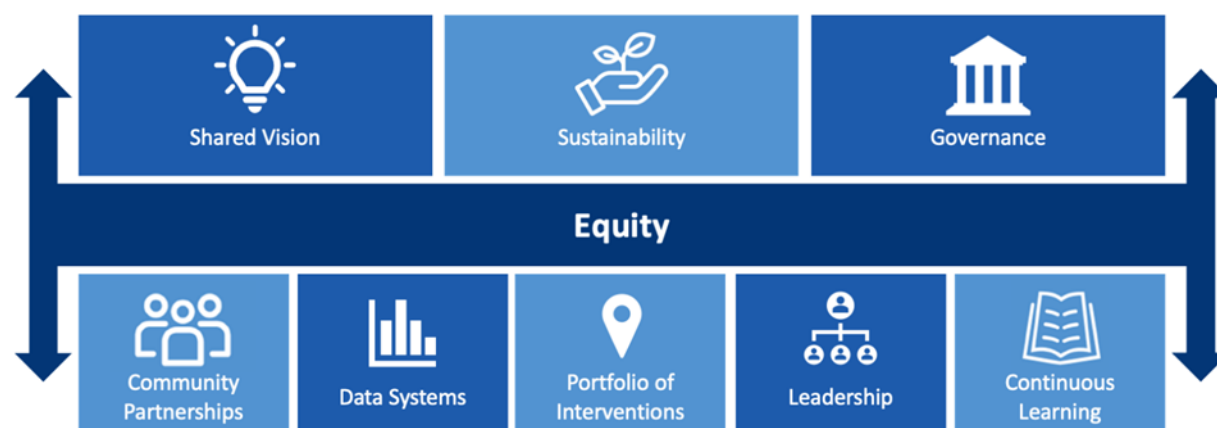 Shared Vision
Sustainability
Governance
Equity
Community
Partnerships
Data Systems
Portfolio of
Interventions
Leadership
Continuous
Learning